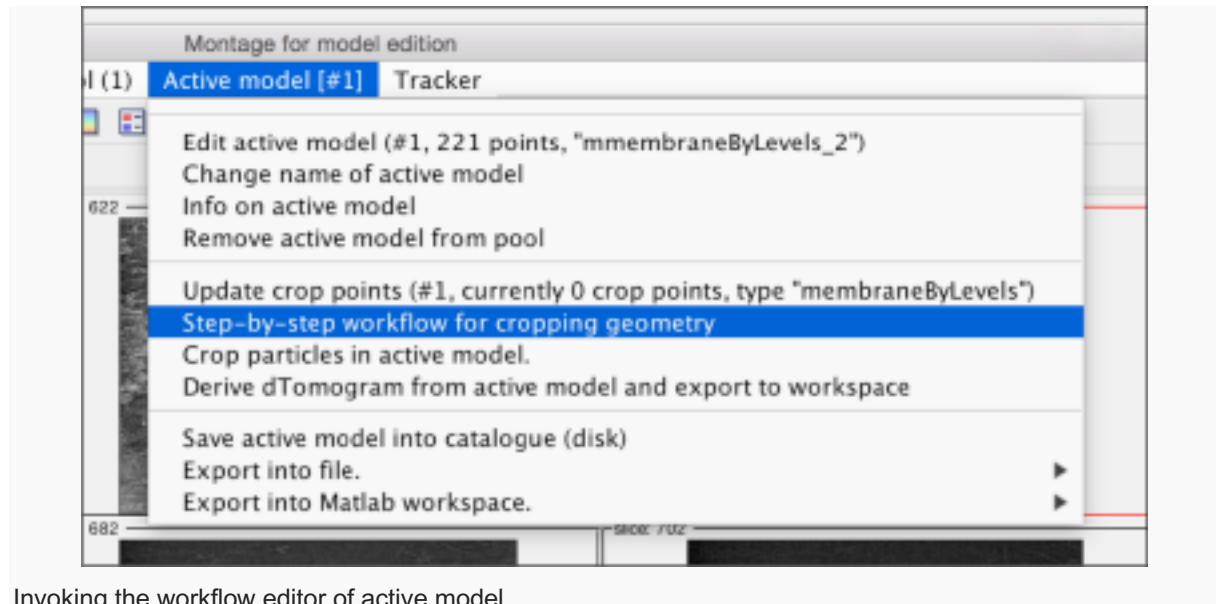 Montage for model edition
l (1) Active model [#1] Tracker
Edit active model (#1, 221 points, "mmembraneByLevels_2")
Change name of active model
622
Info on active model
Remove active model from pool
Update crop points (#1, currently 0 crop points, type "membraneByLevels")
Step-by-step workflow for cropping geometry
Crop particles in active model.
Derive dTomogram from active model and export to workspace
Save active model into catalogue (disk)
Export into file.
Export into Matlab workspace.
682 slice: 702
Invoking the workflow editor of active model